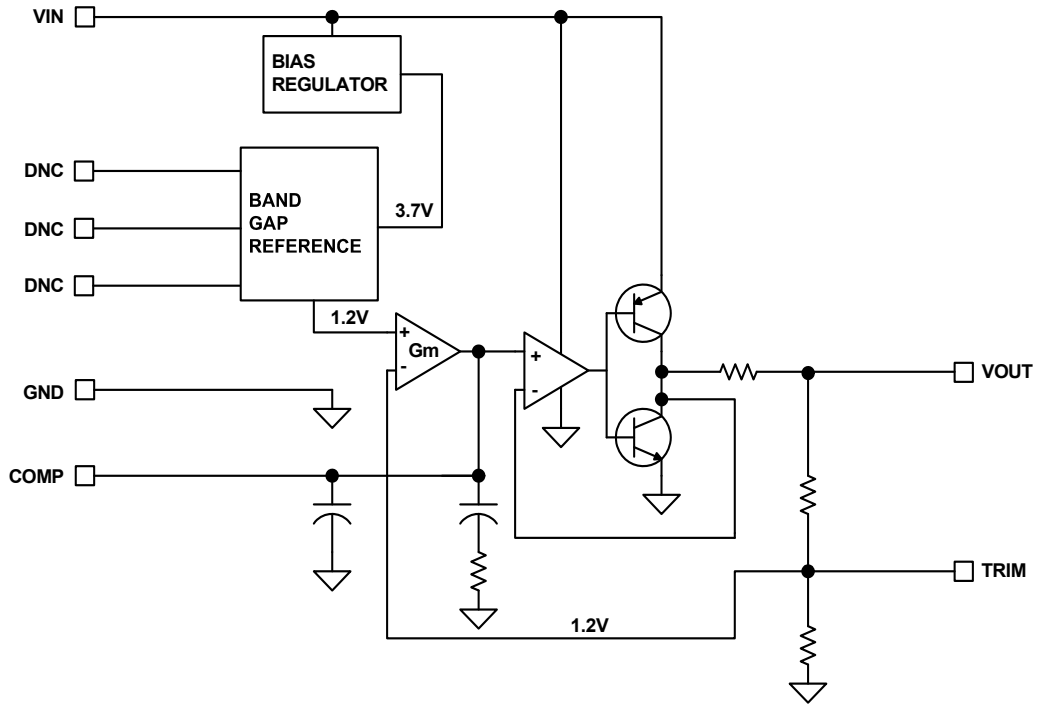 VIN
BIAS
REGULATOR
DNC
DNC
DNC
BAND
GAP
REFERENCE
3.7V
1.2V
+
Gm
-
+
-
GND
COMP
VOUT
TRIM
1.2V